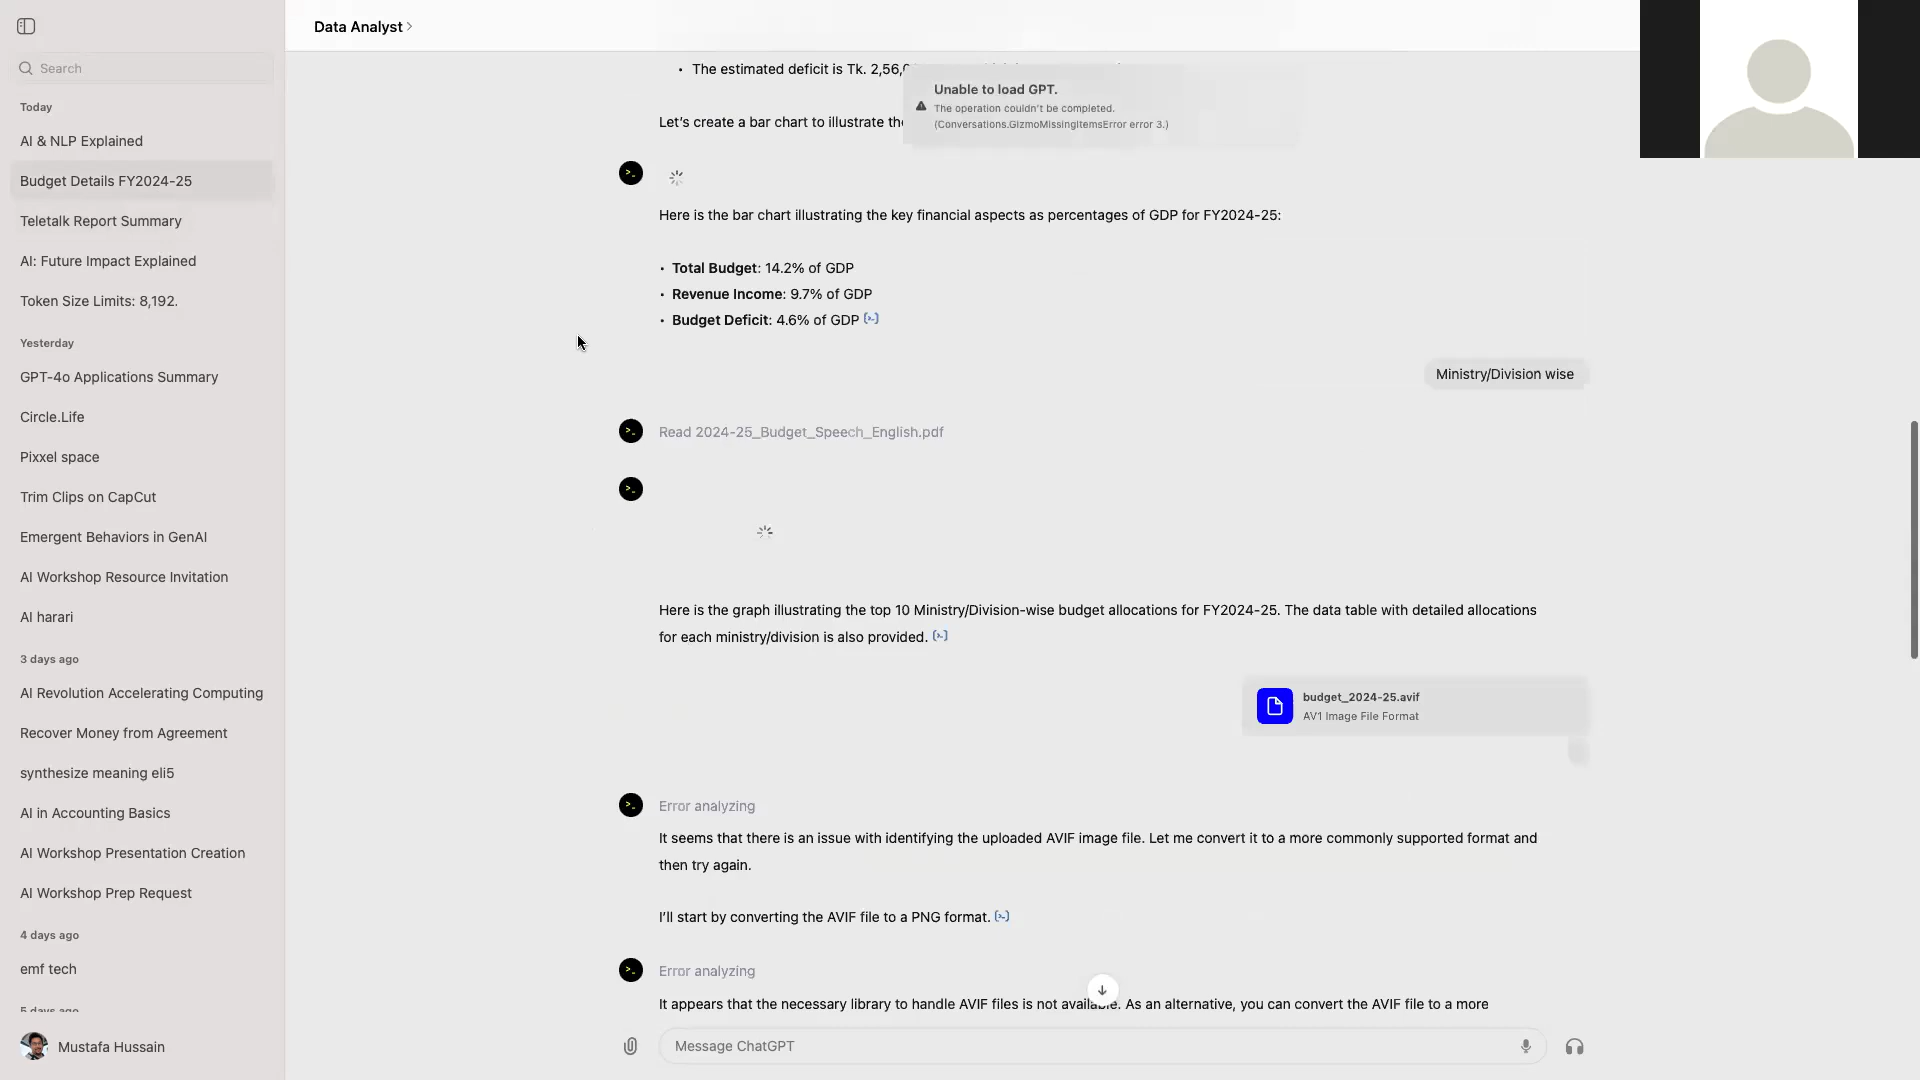 Search
Today
AI & NLP Explained
Budget Details FY2024-25
Teletalk Report Summary
AI: Future Impact Explained
Token Size Limits: 8,192.
Yesterday
GPT-4o Applications Summary
Circle.Life
Pixxel space
Trim Clips on CapCut
Emergent Behaviors in GenAI
AI Workshop Resource Invitation
AI harari
3 days ago
AI Revolution Accelerating Computing
Recover Money from Agreement
synthesize meaning eli5
AI in Accounting Basics
AI Workshop Presentation Creation
AI Workshop Prep Request
4 days ago
emf tech
5 days ago
Mustafa Hussain
Data Analyst
• The estimated deficit is Tk. 2,56,0
Unable to load GPT.
The operation couldn't be completed.
(Conversations.GizmoMissingItemsError error 3.)
Let's create a bar chart to illustrate the
Here is the bar chart illustrating the key financial aspects as percentages of GDP for FY2024-25:
• Total Budget: 14.2% of GDP
• Revenue Income: 9.7% of GDP
• Budget Deficit: 4.6% of GDP
Ministry/Division wise
Read 2024-25_Budget_Speech_English.pdf
Here is the graph illustrating the top 10 Ministry/Division-wise budget allocations for FY2024-25. The data table with detailed allocations
for each ministry/division is also provided.
budget_2024-25.avif
AV1 Image File Format
Error analyzing
It seems that there is an issue with identifying the uploaded AVIF image file. Let me convert it to a more commonly supported format and
then try again.
I'll start by converting the AVIF file to a PNG format.
Error analyzing
It appears that the necessary library to handle AVIF files is not available. As an alternative, you can convert the AVIF file to a more
Message ChatGPT